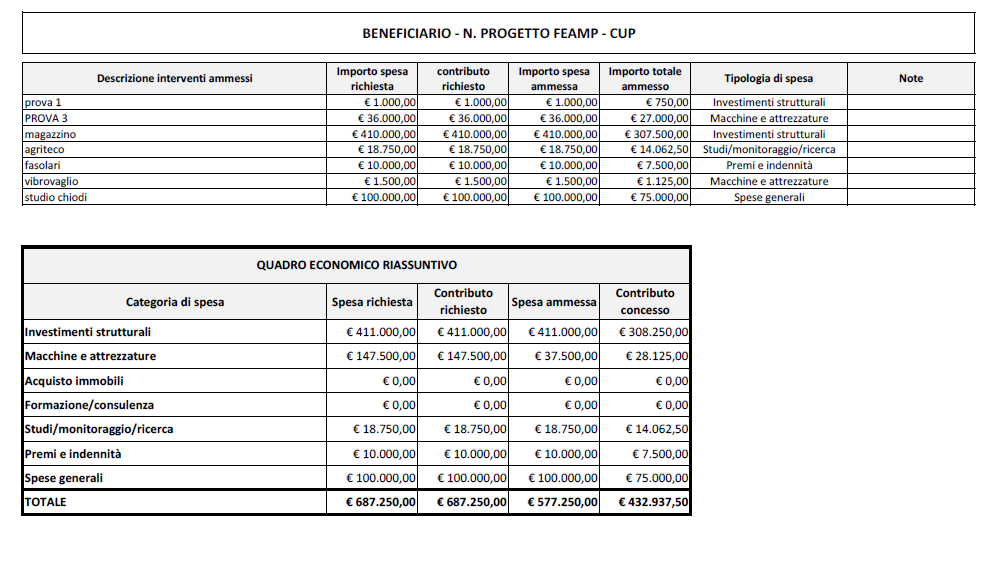 BENEFICIARIO - N. PROGETTO FEAMP - CUP
Descrizione interventi ammessi Importo spesa richiesta contributo richiesto Importo spesa ammessa Importo totale ammesso Tipologia di spesa Note
prova 1 € 1.000,00 € 1.000,00 € 1.000,00 € 750,00 Investimenti strutturali
PROVA 3 € 36.000,00 € 36.000,00 € 36.000,00 € 27.000,00 Macchine e attrezzature
magazzino € 410.000,00 € 410.000,00 € 410.000,00 € 307.500,00 Investimenti strutturali
agriteco € 18.750,00 € 18.750,00 € 18.750,00 € 14.062,50 Studi/monitoraggio/ricerca
fasolari € 10.000,00 € 10.000,00 € 10.000,00 € 7.500,00 Premi e indennità
vibrovaglio € 1.500,00 € 1.500,00 € 1.500,00 € 1.125,00 Macchine e attrezzature
studio chiodi € 100.000,00 € 100.000,00 € 100.000,00 € 75.000,00 Spese generali
QUADRO ECONOMICO RIASSUNTIVO
Categoria di spesa Spesa richiesta Contributo richiesto Spesa ammessa Contributo concesso
Investimenti strutturali € 411.000,00 € 411.000,00 € 411.000,00 € 308.250,00
Macchine e attrezzature € 147.500,00 € 147.500,00 € 37.500,00 € 28.125,00
Acquisto immobili € 0,00 € 0,00 € 0,00 € 0,00
Formazione/consulenza € 0,00 € 0,00 € 0,00 € 0,00
Studi/monitoraggio/ricerca € 18.750,00 € 18.750,00 € 18.750,00 € 14.062,50
Premi e indennità € 10.000,00 € 10.000,00 € 10.000,00 € 7.500,00
Spese generali € 100.000,00 € 100.000,00 € 100.000,00 € 75.000,00
TOTALE € 687.250,00 € 687.250,00 € 577.250,00 € 432.937,50